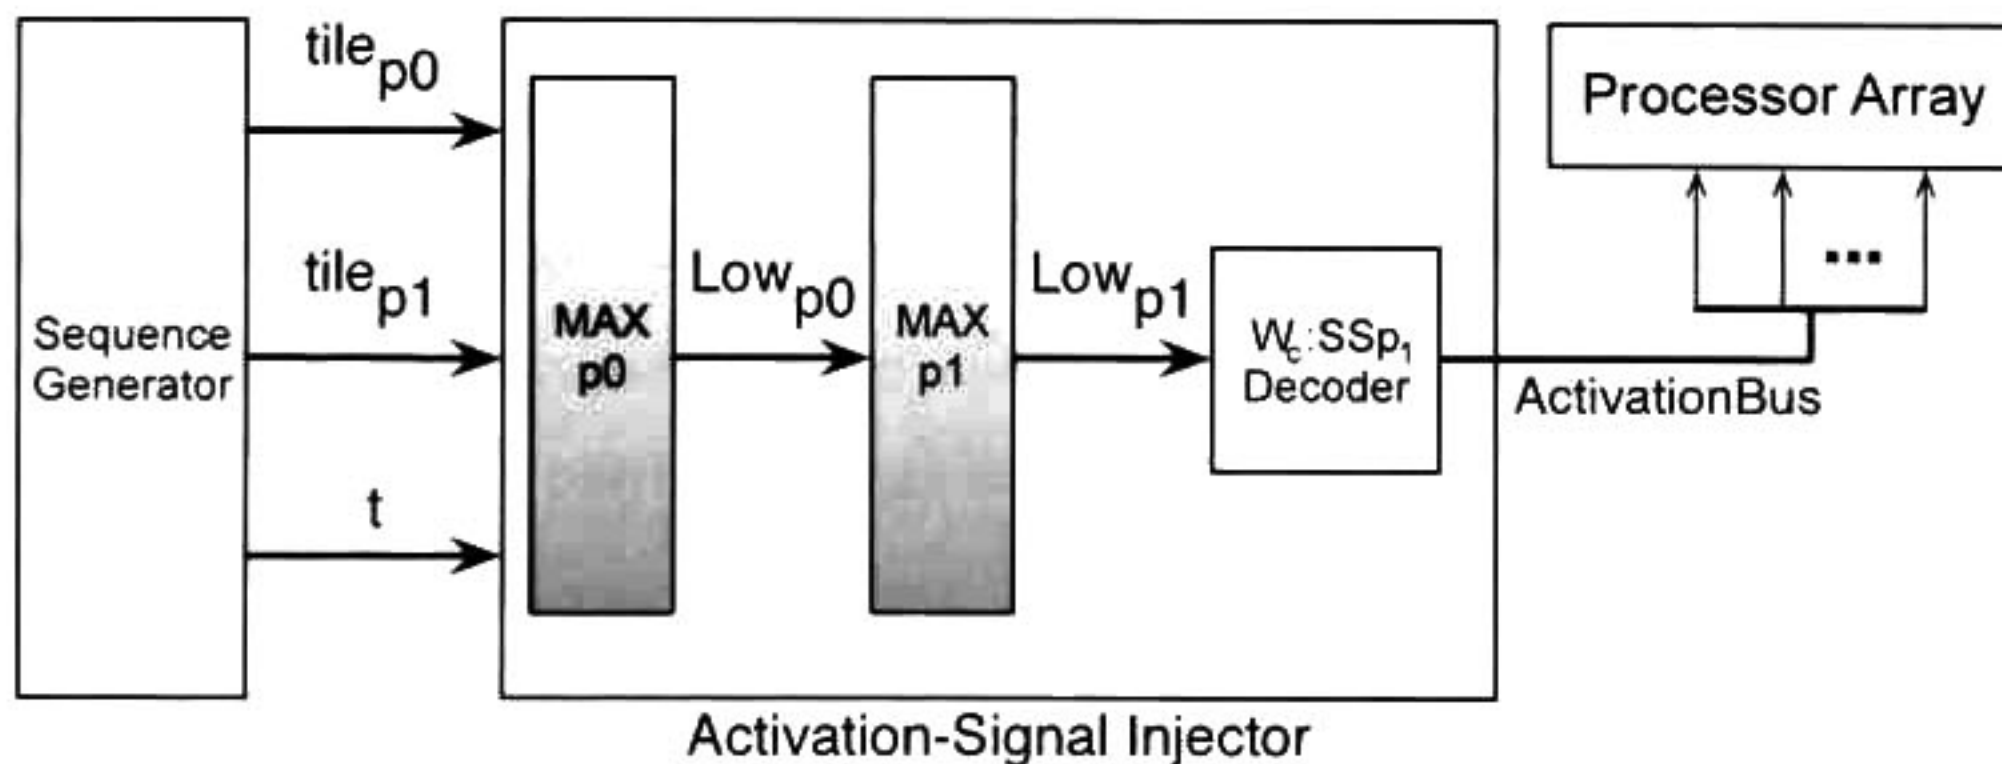 tile_p0
Processor Array
tile_p1
Low_p0
Low_p1
...
Sequence
Generator
MAX
p0
MAX
p1
W_c:SSp_1
Decoder
ActivationBus
t
Activation-Signal Injector